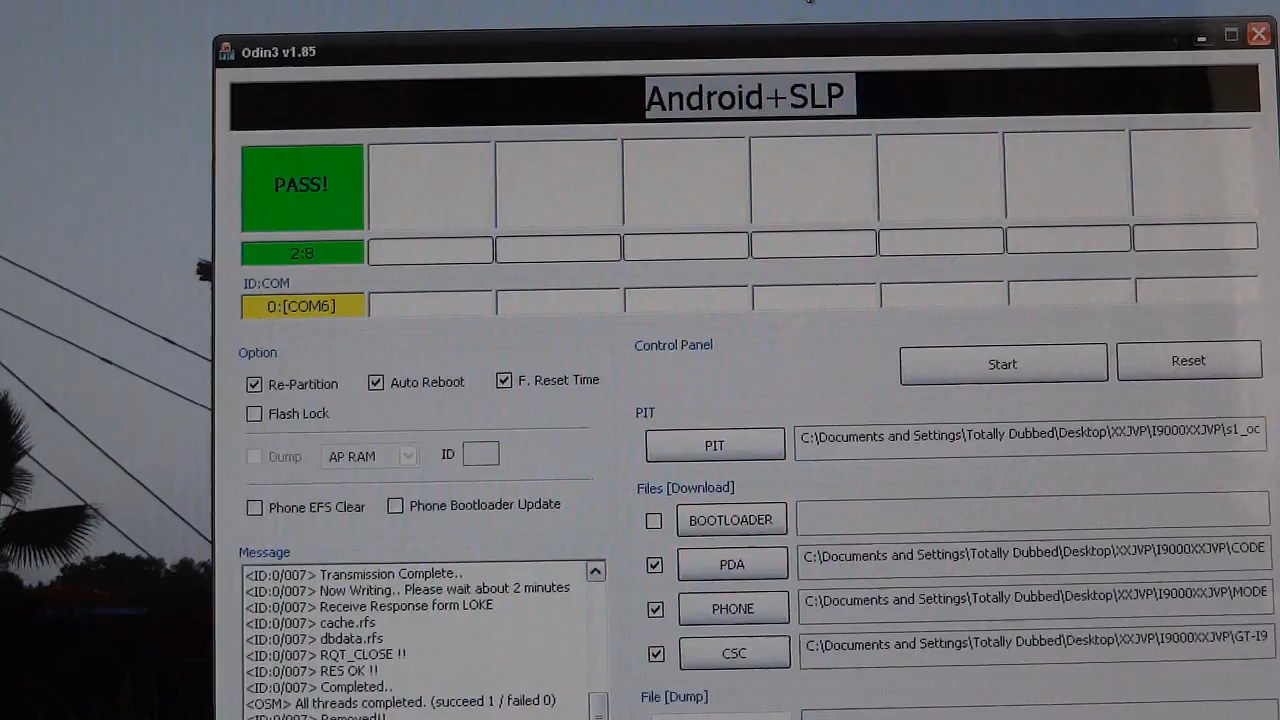 Odin3 v1.85
Android+SLP
PASS!
2:8
ID:COM
0:[COM6]
Option
Re-Partition
Auto Reboot
F. Reset Time
Flash Lock
Dump
AP RAM
ID
Phone EFS Clear
Phone Bootloader Update
Message
<ID:0/007> Transmission Complete..
<ID:0/007> Now Writing.. Please wait about 2 minutes
<ID:0/007> Receive Response form LOKE
<ID:0/007> cache.rfs
<ID:0/007> dbdata.rfs
<ID:0/007> RQT_CLOSE !!
<ID:0/007> RES OK !!
<ID:0/007> Completed..
<OSM> All threads completed. (succeed 1 / failed 0)
<ID:0/007> Removed!!
Control Panel
Start
Reset
PIT
PIT
C:\Documents and Settings\Totally Dubbed\Desktop\XXJVP\I9000XXJVP\s1_oc
Files [Download]
BOOTLOADER
PDA
C:\Documents and Settings\Totally Dubbed\Desktop\XXJVP\I9000XXJVP\CODE
PHONE
C:\Documents and Settings\Totally Dubbed\Desktop\XXJVP\I9000XXJVP\MODE
CSC
C:\Documents and Settings\Totally Dubbed\Desktop\XXJVP\I9000XXJVP\GT-I9
File [Dump]